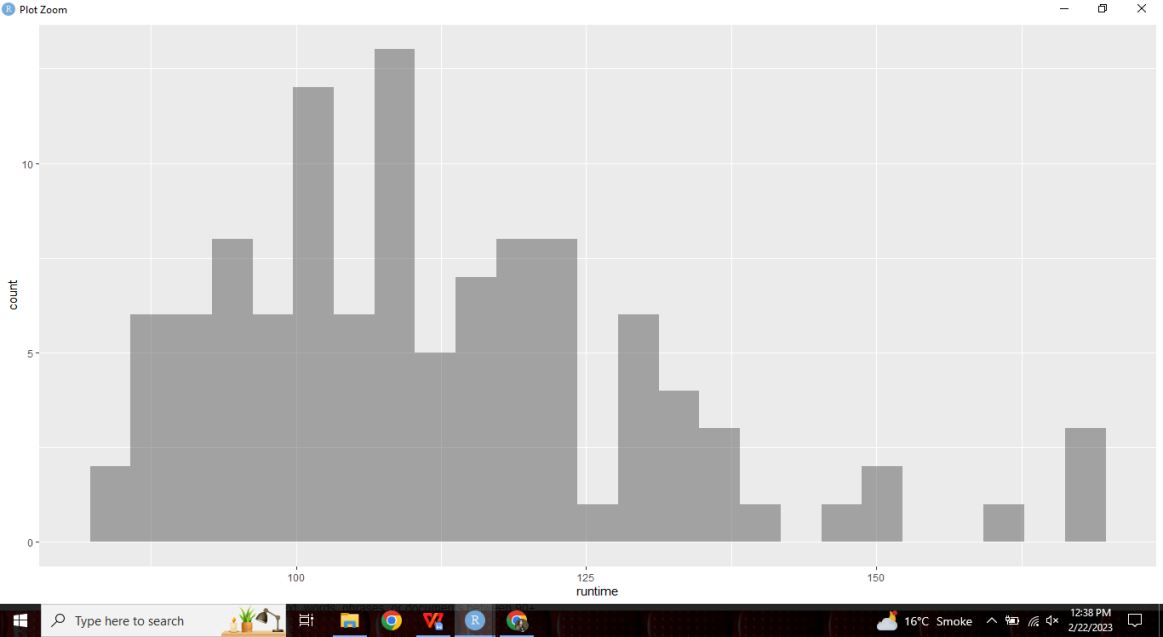 Plot Zoom
10
5
0
count
100
125
150
runtime
Type here to search
16°C Smoke
12:38 PM
2/22/2023